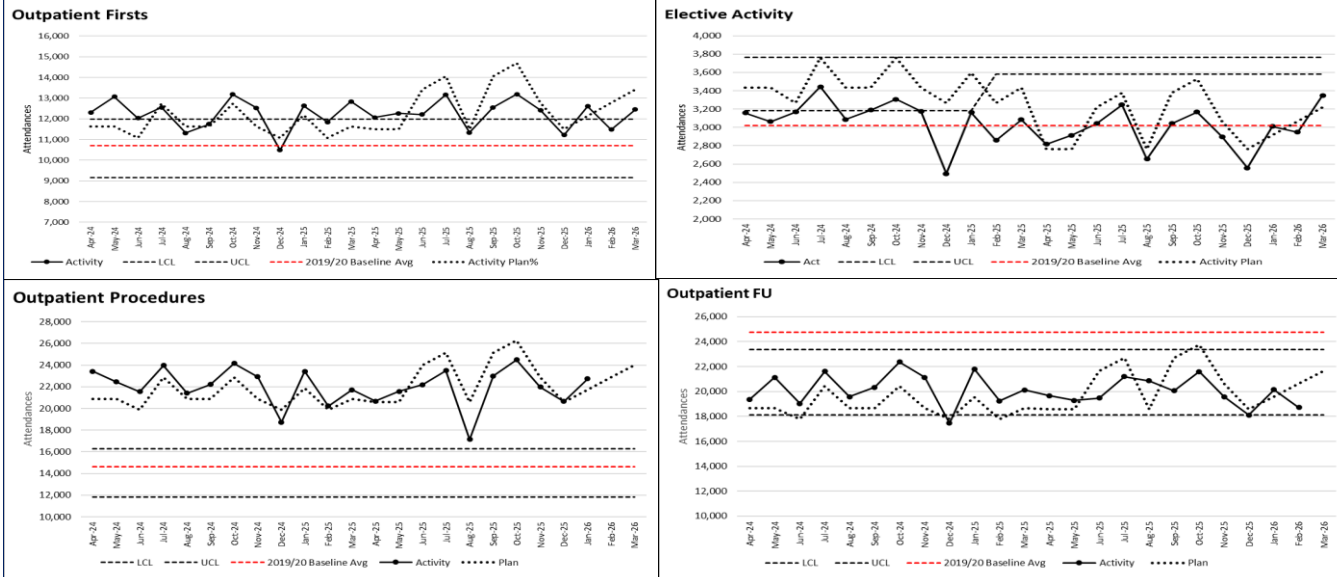 Outpatient Firsts
16,000
15,000
14,000
13,000
12,000
11,000
10,000
9,000
8,000
7,000
Attendances
Apr-24 May-24 Jun-24 Jul-24 Aug-24 Sep-24 Oct-24 Nov-24 Dec-24 Jan-25 Feb-25 Mar-25 Apr-25 May-25 Jun-25 Jul-25 Aug-25 Sep-25 Oct-25 Nov-25 Dec-25 Jan-26 Feb-26 Mar-26
Activity LCL UCL 2019/20 Baseline Avg Activity Plan%
Elective Activity
4,000
3,800
3,600
3,400
3,200
3,000
2,800
2,600
2,400
2,200
2,000
Attendances
Apr-24 May-24 Jun-24 Jul-24 Aug-24 Sep-24 Oct-24 Nov-24 Dec-24 Jan-25 Feb-25 Mar-25 Apr-25 May-25 Jun-25 Jul-25 Aug-25 Sep-25 Oct-25 Nov-25 Dec-25 Jan-26 Feb-26 Mar-26
Act LCL UCL 2019/20 Baseline Avg Activity Plan
Outpatient Procedures
28,000
26,000
24,000
22,000
20,000
18,000
16,000
14,000
12,000
10,000
Attendances
Apr-24 May-24 Jun-24 Jul-24 Aug-24 Sep-24 Oct-24 Nov-24 Dec-24 Jan-25 Feb-25 Mar-25 Apr-25 May-25 Jun-25 Jul-25 Aug-25 Sep-25 Oct-25 Nov-25 Dec-25 Jan-26 Feb-26 Mar-26
LCL UCL 2019/20 Baseline Avg Activity Plan
Outpatient FU
26,000
24,000
22,000
20,000
18,000
16,000
14,000
12,000
10,000
Attendances
Apr-24 May-24 Jun-24 Jul-24 Aug-24 Sep-24 Oct-24 Nov-24 Dec-24 Jan-25 Feb-25 Mar-25 Apr-25 May-25 Jun-25 Jul-25 Aug-25 Sep-25 Oct-25 Nov-25 Dec-25 Jan-26 Feb-26 Mar-26
LCL UCL 2019/20 Baseline Avg Activity Plan